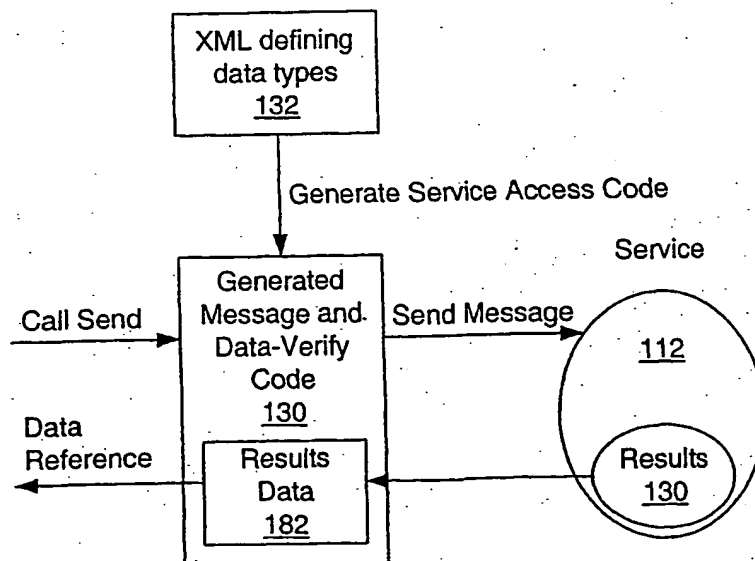 XML defining
data types
132
Generate Service Access Code
Service
Generated
Message and
Data-Verify
Code
130
Call Send
Send Message
112
Data
Reference
Results
Data
182
Results
130